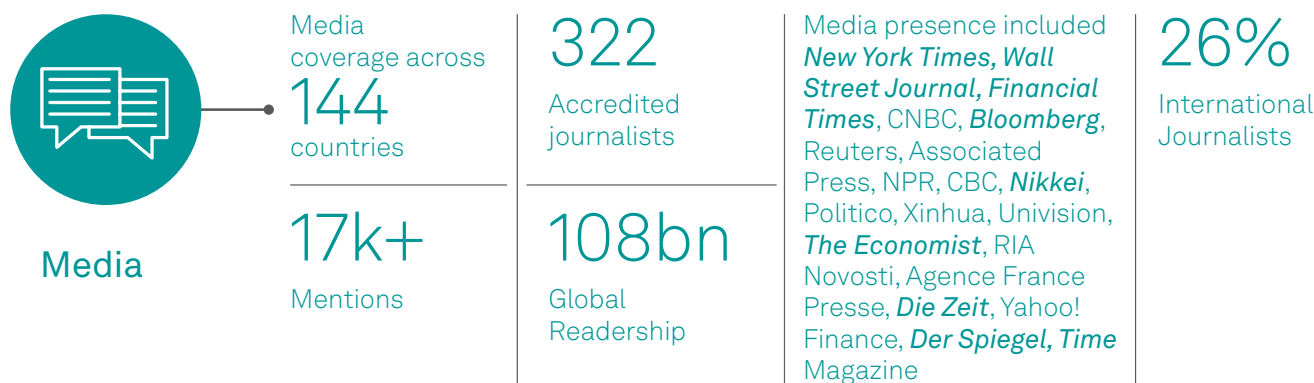 Media
Media
coverage across
144
countries
17k+
Mentions
322
Accredited
journalists
108bn
Global
Readership
Media presence included
New York Times, Wall
Street Journal, Financial
Times, CNBC, Bloomberg,
Reuters, Associated
Press, NPR, CBC, Nikkei,
Politico, Xinhua, Univision,
The Economist, RIA
Novosti, Agence France
Presse, Die Zeit, Yahoo!
Finance, Der Spiegel, Time
Magazine
26%
International
Journalists